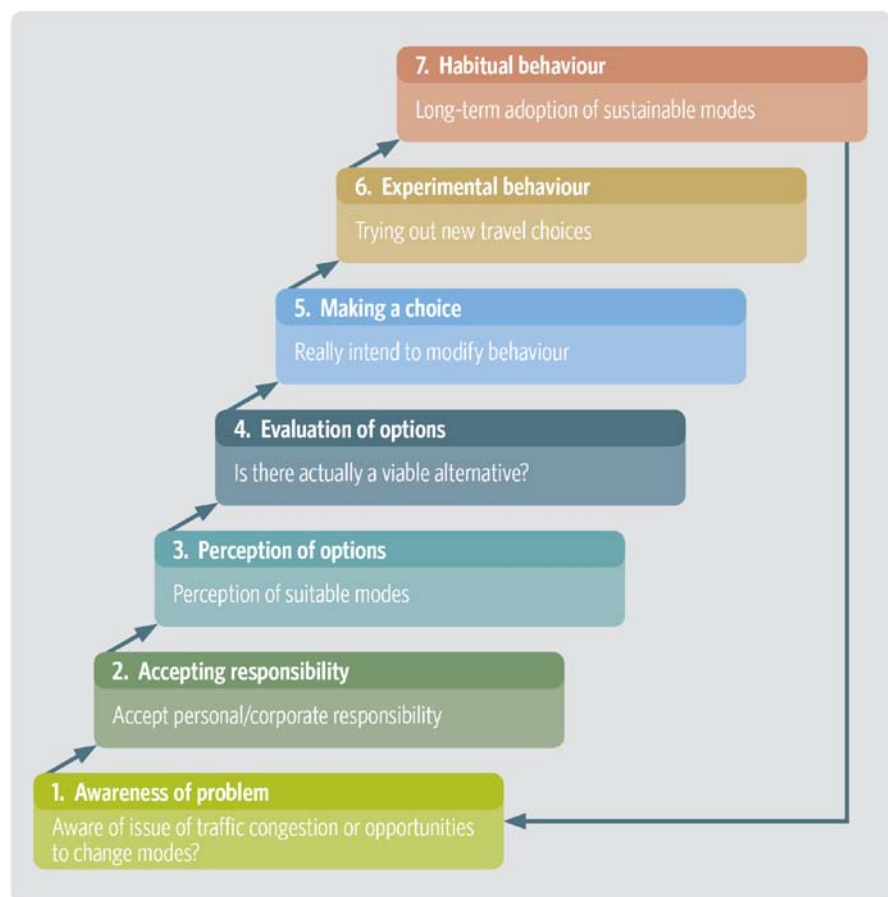 7. Habitual behaviour
Long-term adoption of sustainable modes
6. Experimental behaviour
Trying out new travel choices
5. Making a choice
Really intend to modify behaviour
4. Evaluation of options
Is there actually a viable alternative?
3. Perception of options
Perception of suitable modes
2. Accepting responsibility
Accept personal/corporate responsibility
1. Awareness of problem
Aware of issue of traffic congestion or opportunities
to change modes?